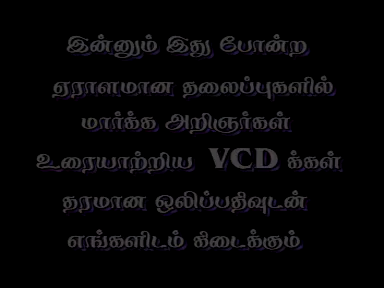 இன்னும் இது போன்ற
ஏராளமான தலைப்புகளில்
மார்க்க அறிஞர்கள்
உரையாற்றிய VCD க்கள்
தரமான ஒலிப்பதிவுடன்
எங்களிடம் கிடைக்கும்